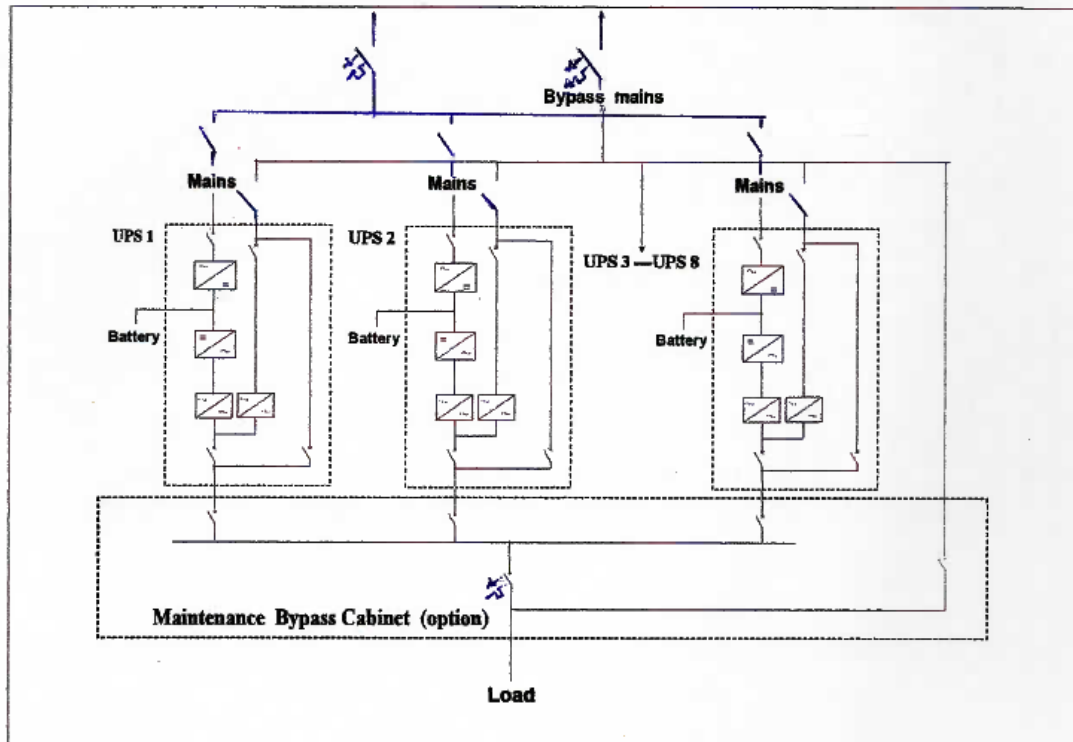 Bypass mains
Mains
Mains
Mains
UPS 1
UPS 2
UPS 3 — UPS 8
Battery
Battery
Battery
Maintenance Bypass Cabinet (option)
Load